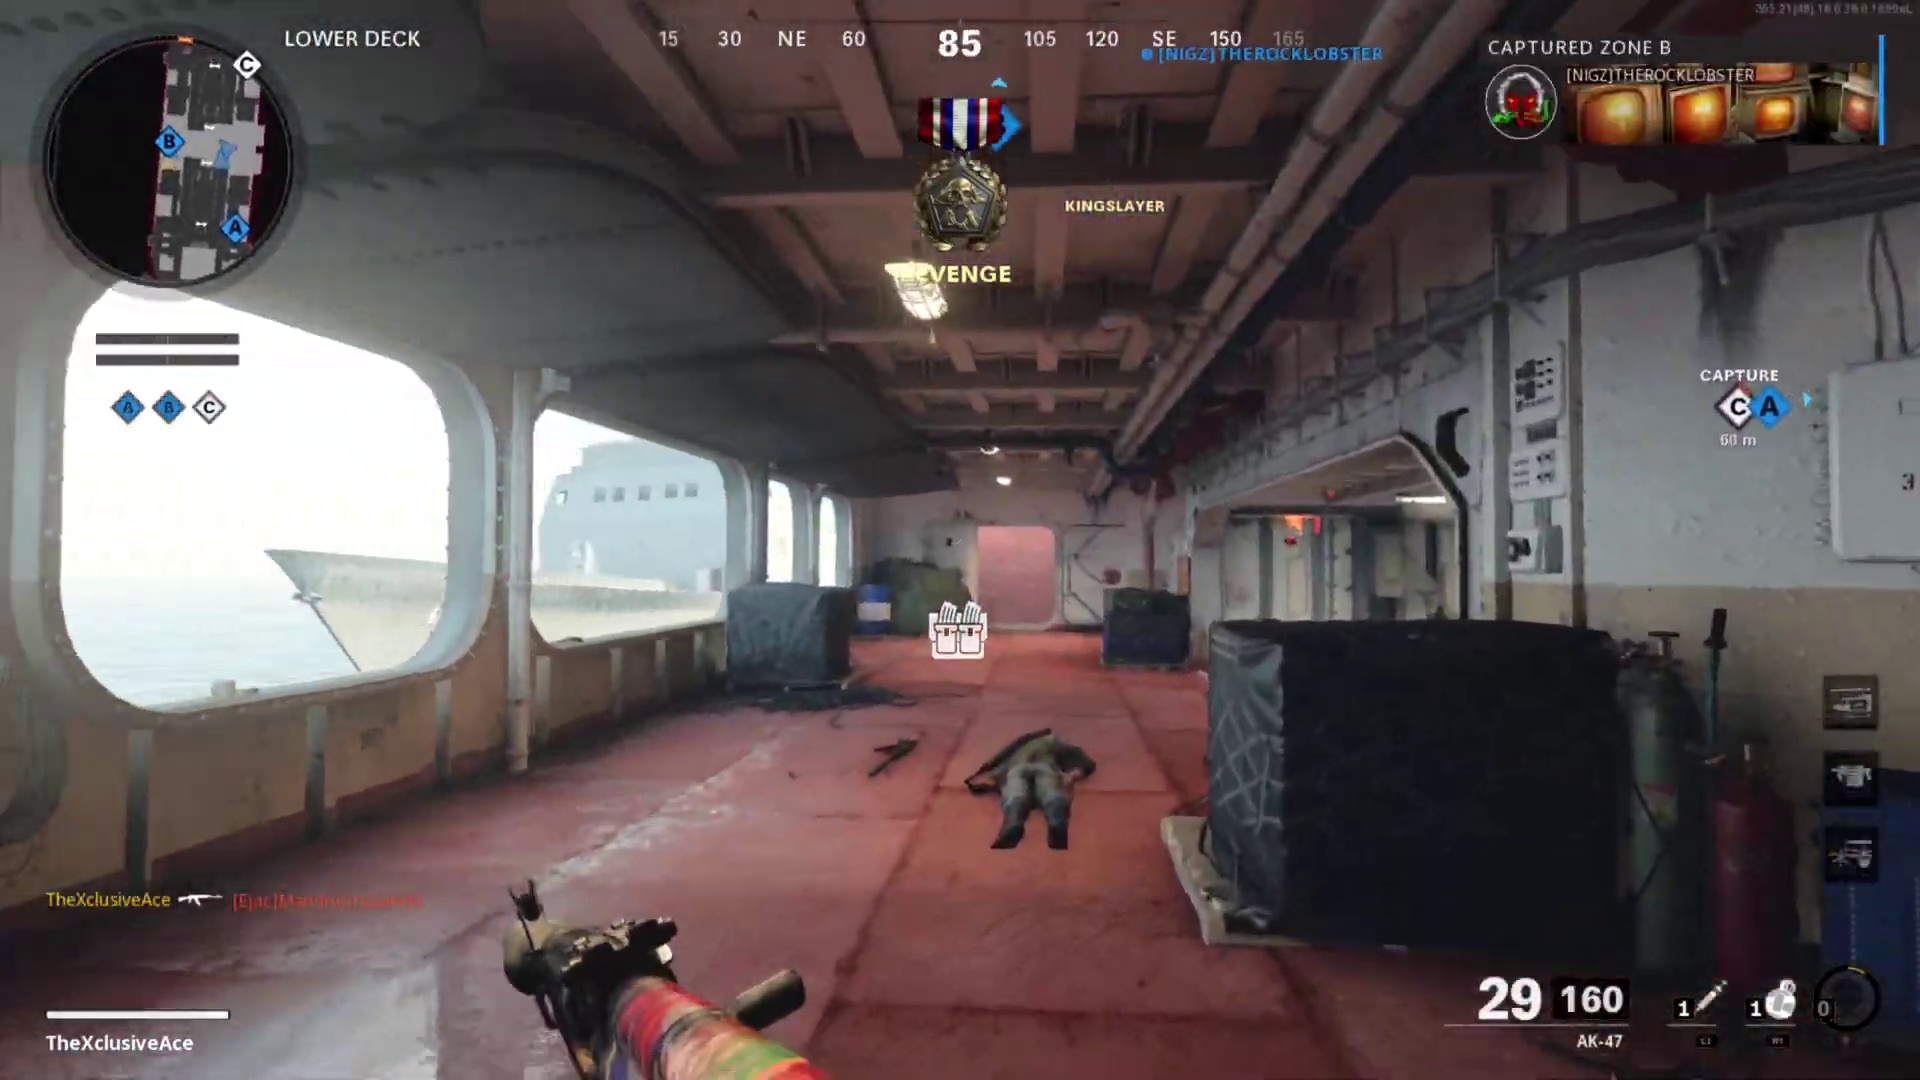 LOWER DECK
15 30 NE 60 85 105 120 SE 150 165
[NIGZ]THEROCKLOBSTER
CAPTURED ZONE B
[NIGZ]THEROCKLOBSTER
C
B
A
KINGSLAYER
VENGE
A B C
CAPTURE
C A
60 m
3
TheXclusiveAce
29 160
1 1 0
AK-47
TheXclusiveAce